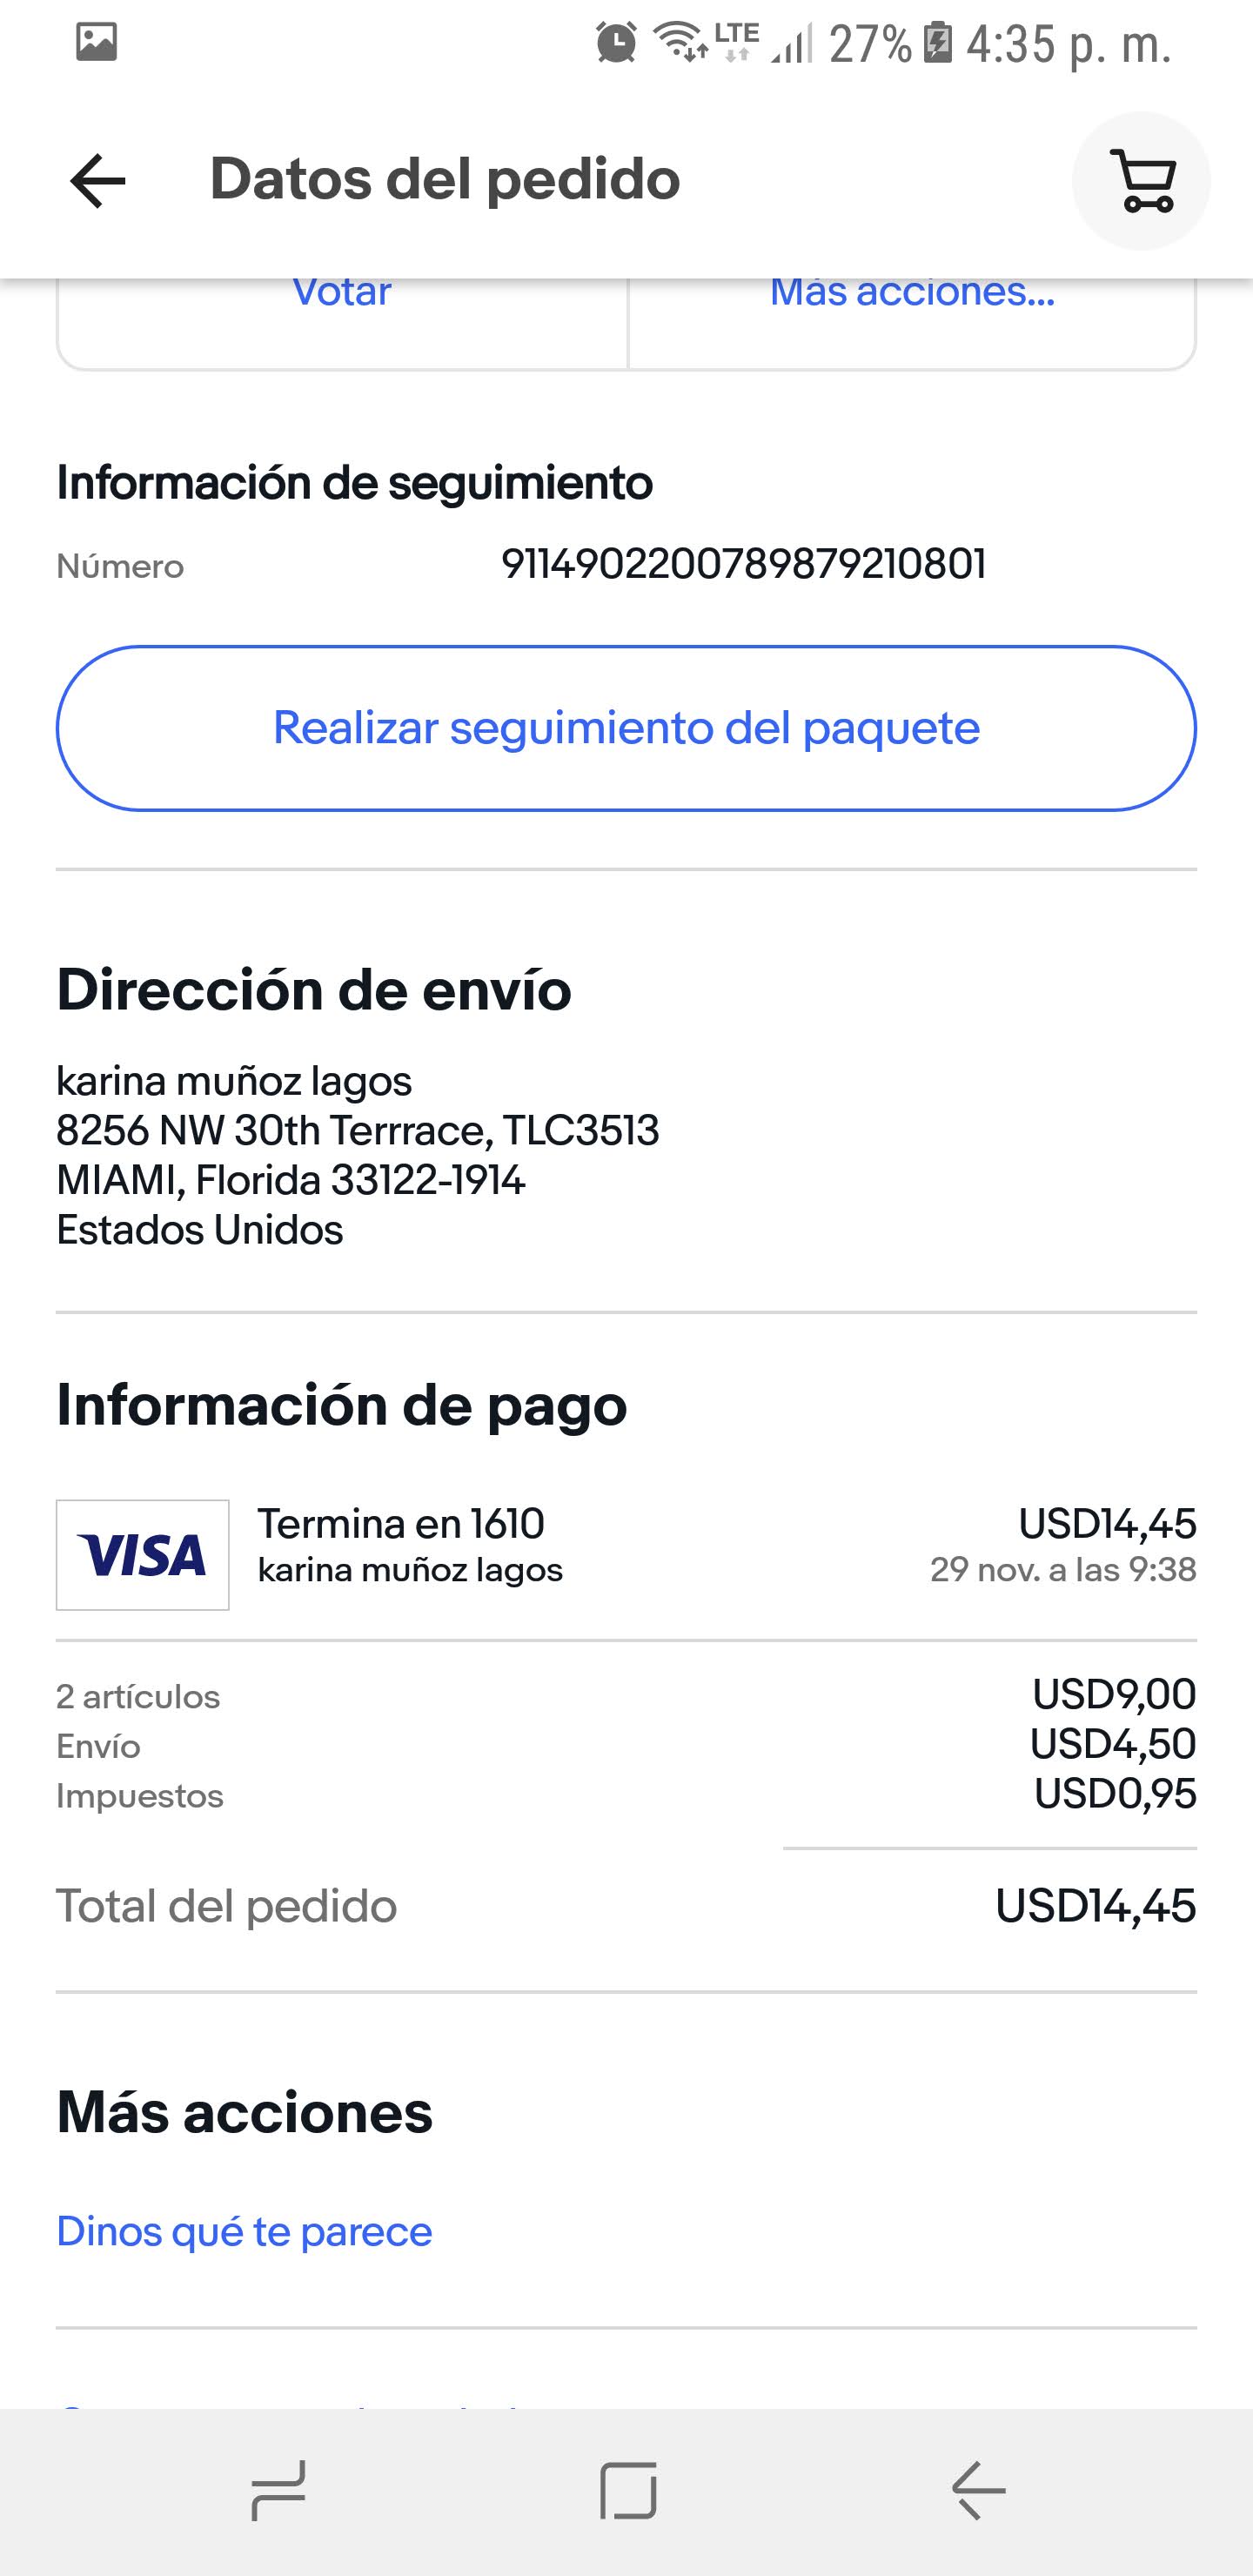 LTE 27% 4:35 p. m.
Datos del pedido
Votar Más acciones...
Información de seguimiento
Número 9114902200789879210801
Realizar seguimiento del paquete
Dirección de envío
karina muñoz lagos
8256 NW 30th Terrrace, TLC3513
MIAMI, Florida 33122-1914
Estados Unidos
Información de pago
VISA Termina en 1610 USD14,45
karina muñoz lagos 29 nov. a las 9:38
2 artículos USD9,00
Envío USD4,50
Impuestos USD0,95
Total del pedido USD14,45
Más acciones
Dinos qué te parece